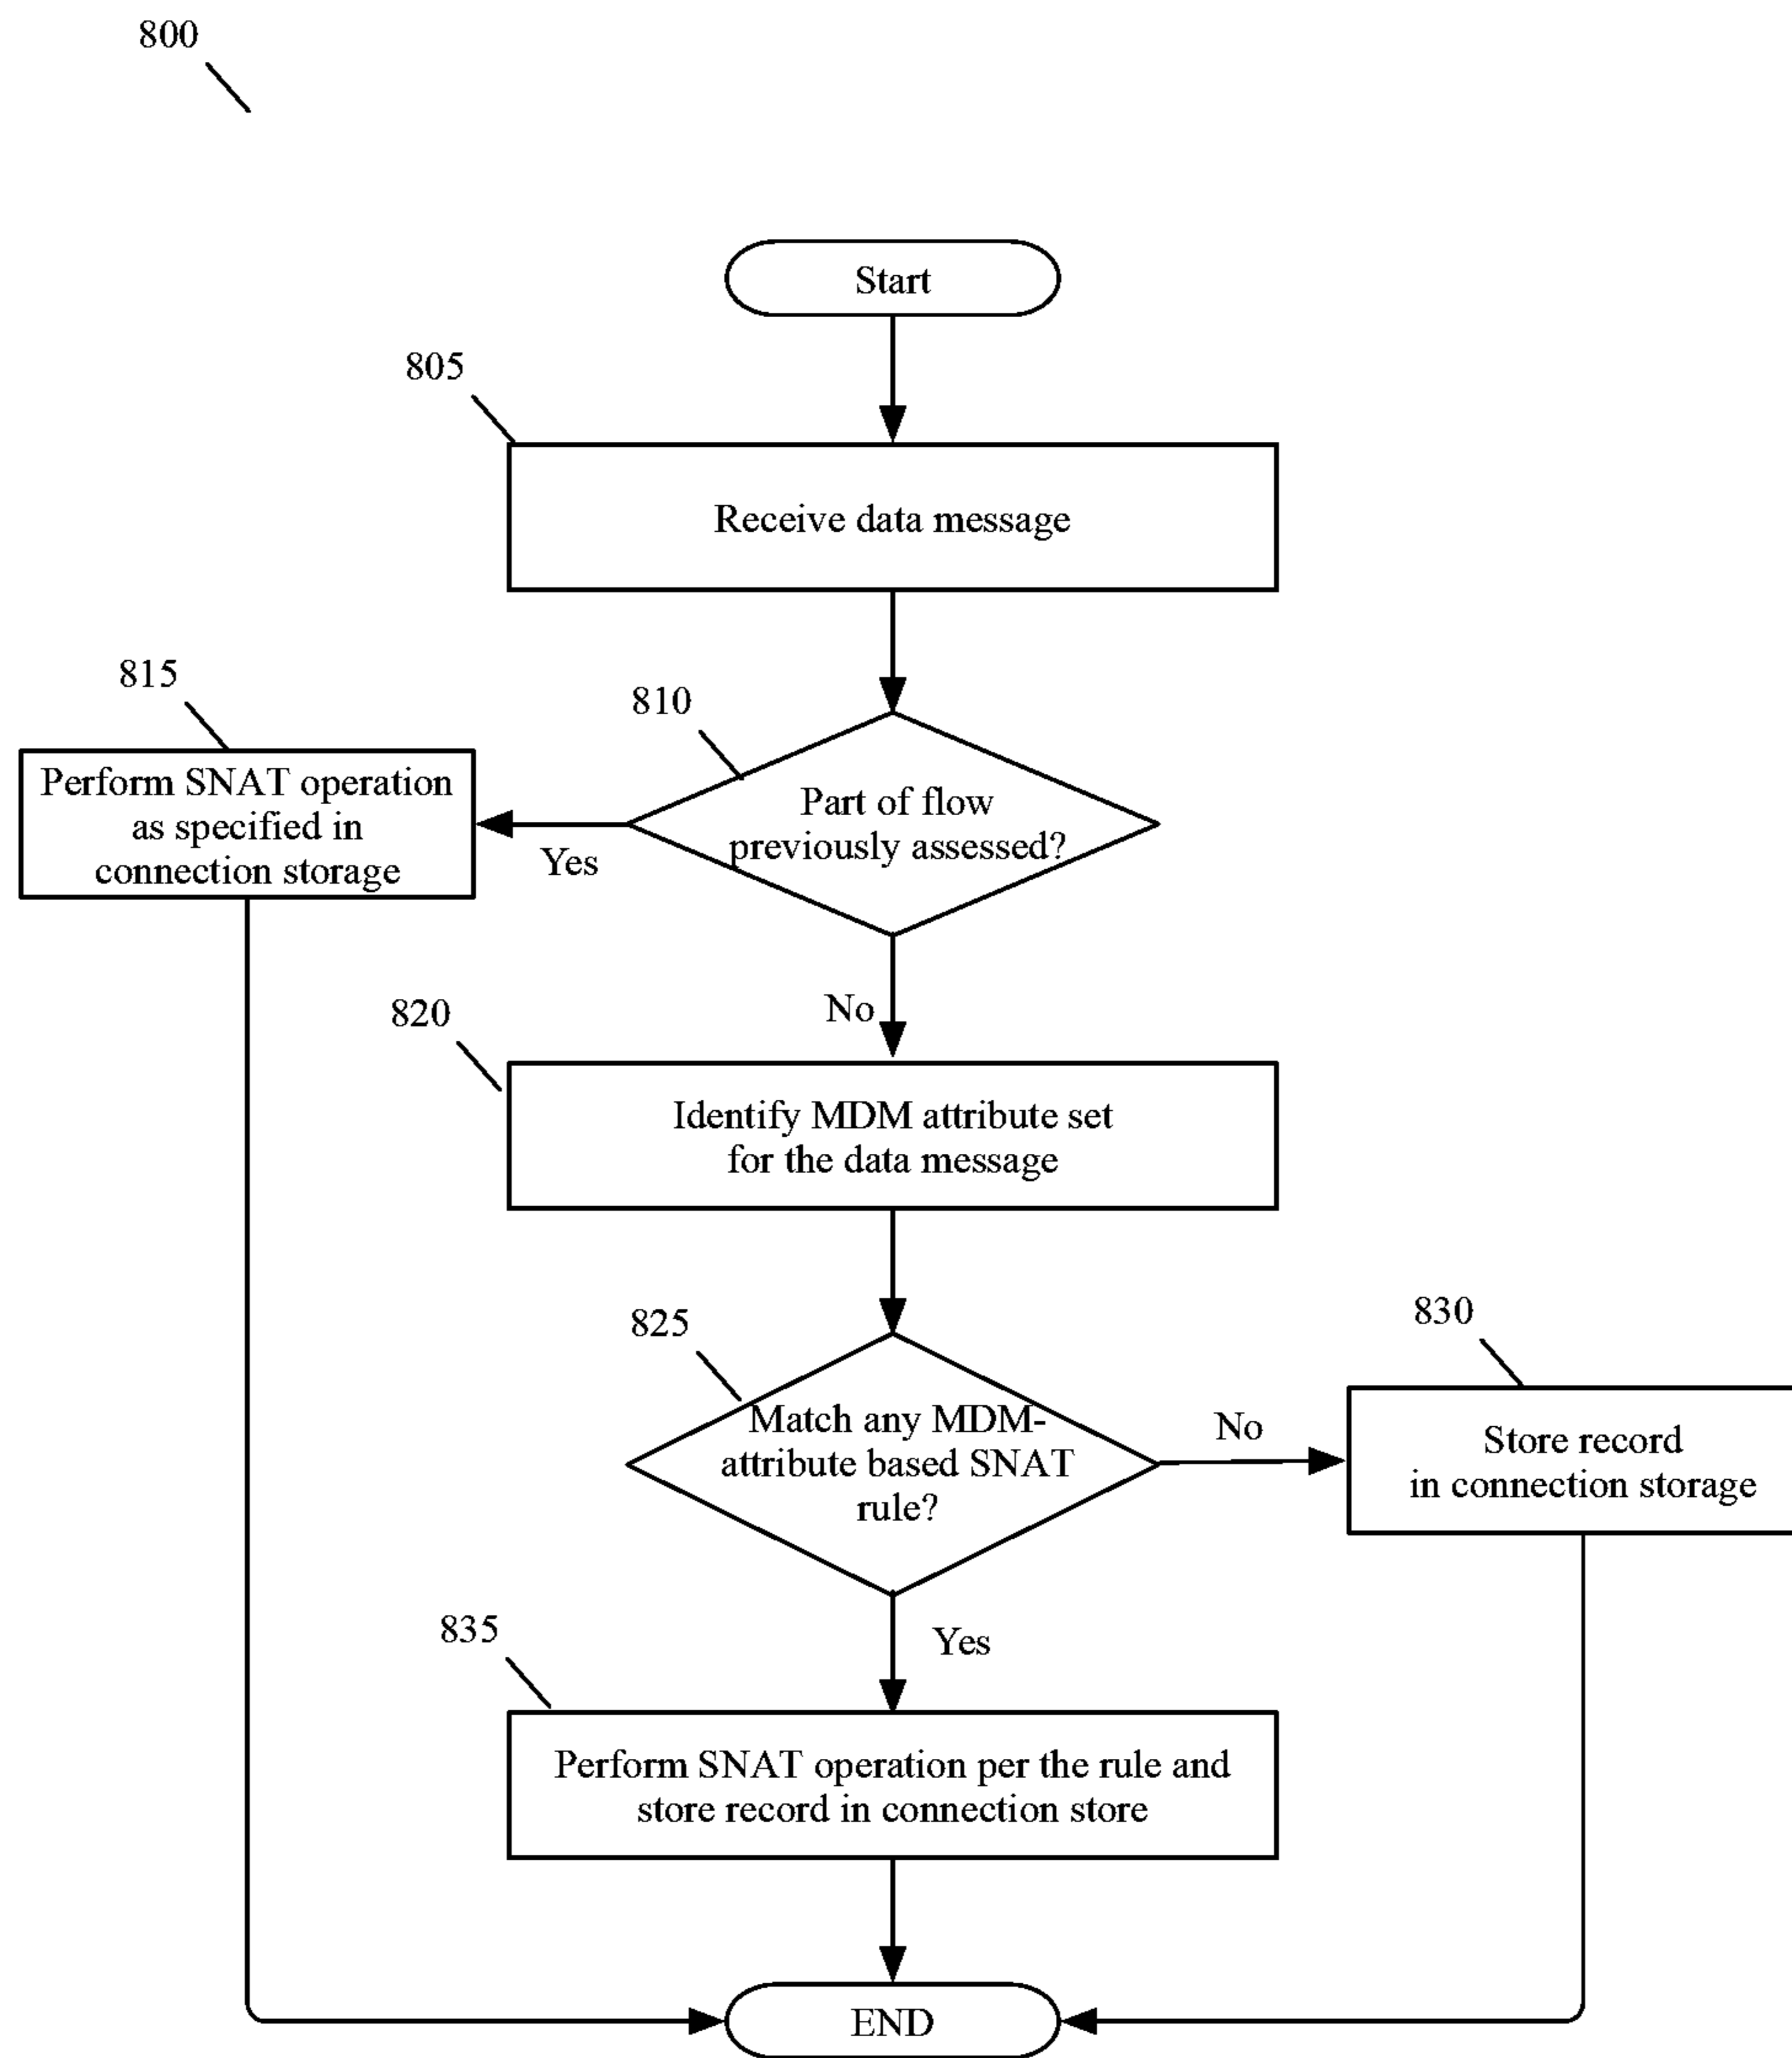 800
Start
805
Receive data message
815
810
Perform SNAT operation
as specified in
connection storage
Part of flow
previously assessed?
Yes
No
820
Identify MDM attribute set
for the data message
825
830
Match any MDM-
attribute based SNAT
rule?
No
Store record
in connection storage
835
Yes
Perform SNAT operation per the rule and
store record in connection store
END